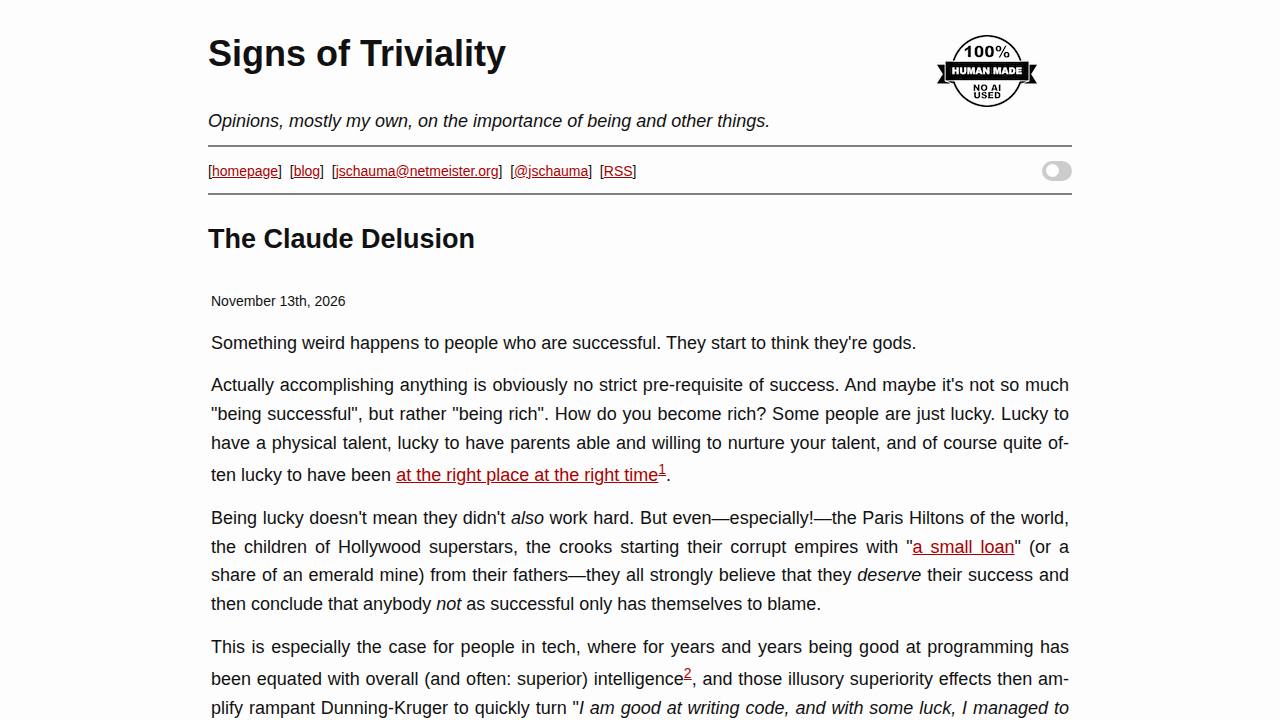 Signs of Triviality
100%
HUMAN MADE
NO AI
USED
Opinions, mostly my own, on the importance of being and other things.
[homepage] [blog] [jschauma@netmeister.org] [@jschauma] [RSS]
The Claude Delusion
November 13th, 2026
Something weird happens to people who are successful. They start to think they're gods.
Actually accomplishing anything is obviously no strict pre-requisite of success. And maybe it's not so much
"being successful", but rather "being rich". How do you become rich? Some people are just lucky. Lucky to
have a physical talent, lucky to have parents able and willing to nurture your talent, and of course quite of-
ten lucky to have been at the right place at the right time1.
Being lucky doesn't mean they didn't also work hard. But even—especially!—the Paris Hiltons of the world,
the children of Hollywood superstars, the crooks starting their corrupt empires with "a small loan" (or a
share of an emerald mine) from their fathers—they all strongly believe that they deserve their success and
then conclude that anybody not as successful only has themselves to blame.
This is especially the case for people in tech, where for years and years being good at programming has
been equated with overall (and often: superior) intelligence2, and those illusory superiority effects then am-
plify rampant Dunning-Kruger to quickly turn "I am good at writing code, and with some luck, I managed to